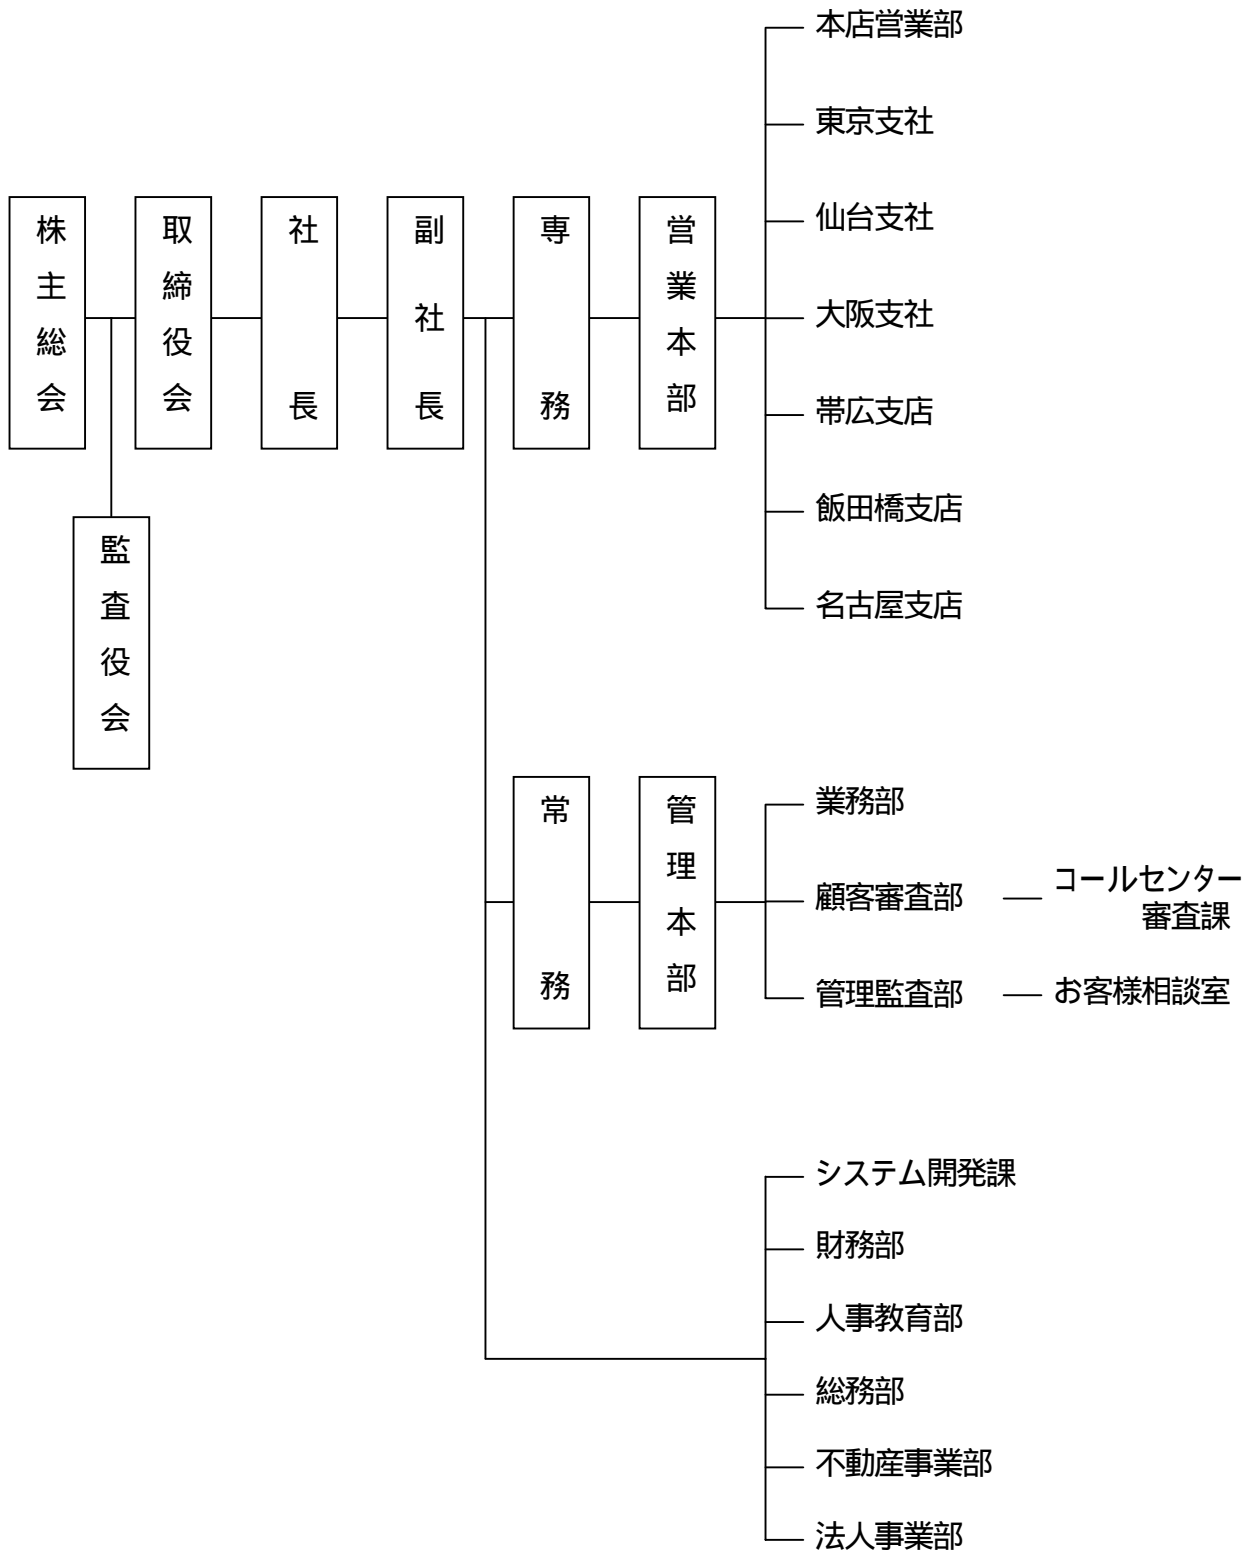 株主総会
取締役会
社長
副社長
専務
営業本部
本店営業部
東京支社
仙台支社
大阪支社
帯広支店
飯田橋支店
名古屋支店
監査役会
常務
管理本部
業務部
顧客審査部
コールセンター
審査課
管理監査部
お客様相談室
システム開発課
財務部
人事教育部
総務部
不動産事業部
法人事業部